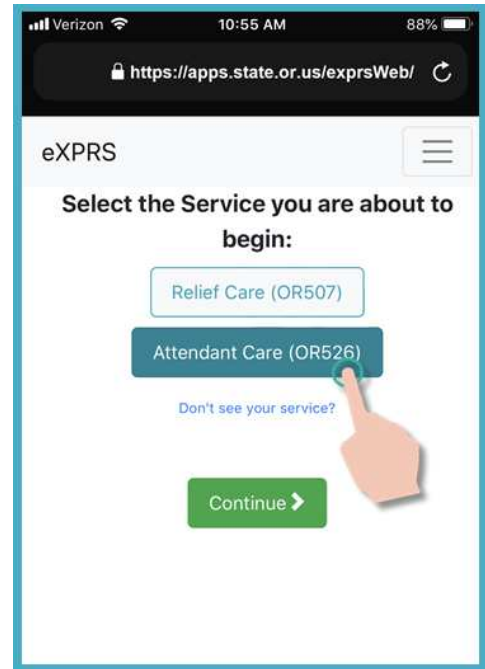 Verizon 10:55 AM 88%
https://apps.state.or.us/exprsWeb/
eXPRS
Select the Service you are about to
begin:
Relief Care (OR507)
Attendant Care (OR526)
Don't see your service?
Continue